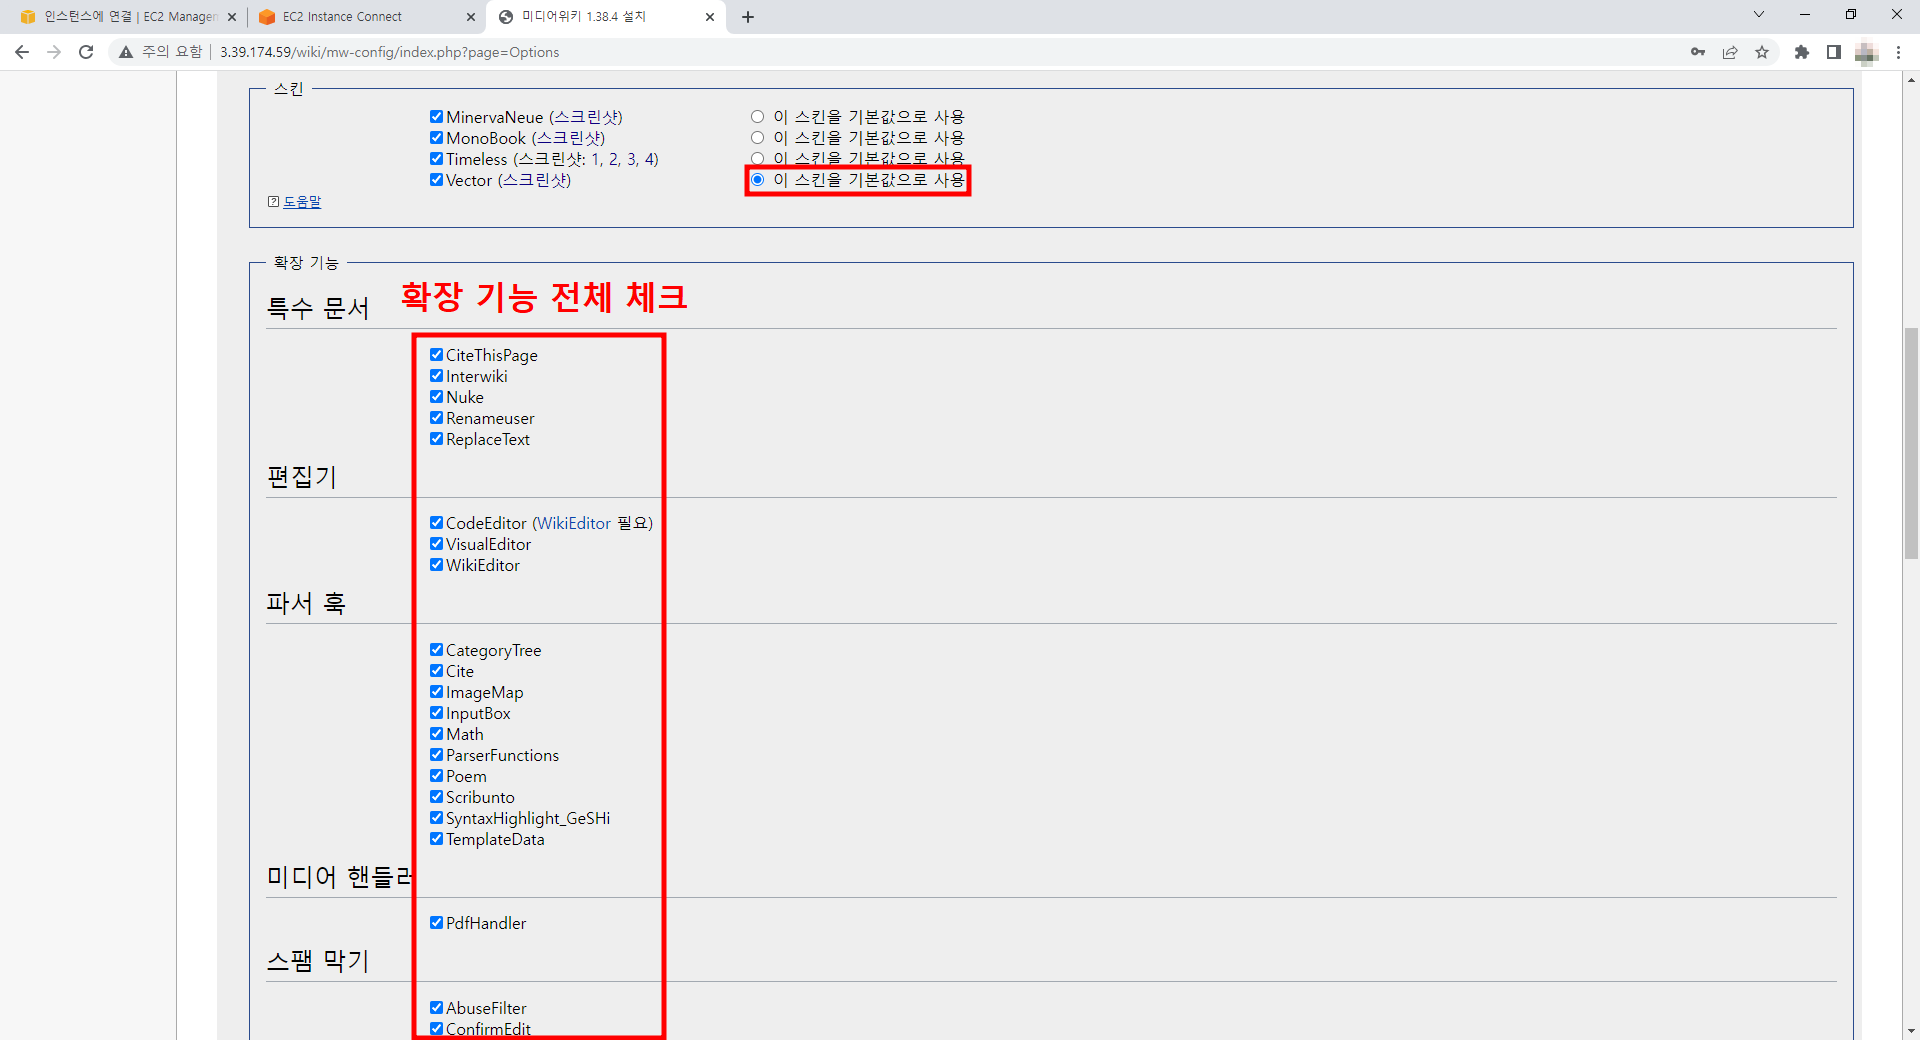 인스턴스에 연결 | EC2 Manager
EC2 Instance Connect
미디어위키 1.38.4 설치
주의 요함 | 3.39.174.59/wiki/mw-config/index.php?page=Options
스킨
MinervaNeue (스크린샷) 이 스킨을 기본값으로 사용
MonoBook (스크린샷) 이 스킨을 기본값으로 사용
Timeless (스크린샷: 1, 2, 3, 4) 이 스킨을 기본값으로 사용
Vector (스크린샷) 이 스킨을 기본값으로 사용
? 도움말
확장 기능
특수 문서 확장 기능 전체 체크
CiteThisPage
Interwiki
Nuke
Renameuser
ReplaceText
편집기
CodeEditor (WikiEditor 필요)
VisualEditor
WikiEditor
파서 훅
CategoryTree
Cite
ImageMap
InputBox
Math
ParserFunctions
Poem
Scribunto
SyntaxHighlight_GeSHi
TemplateData
미디어 핸들러
PdfHandler
스팸 막기
AbuseFilter
ConfirmEdit